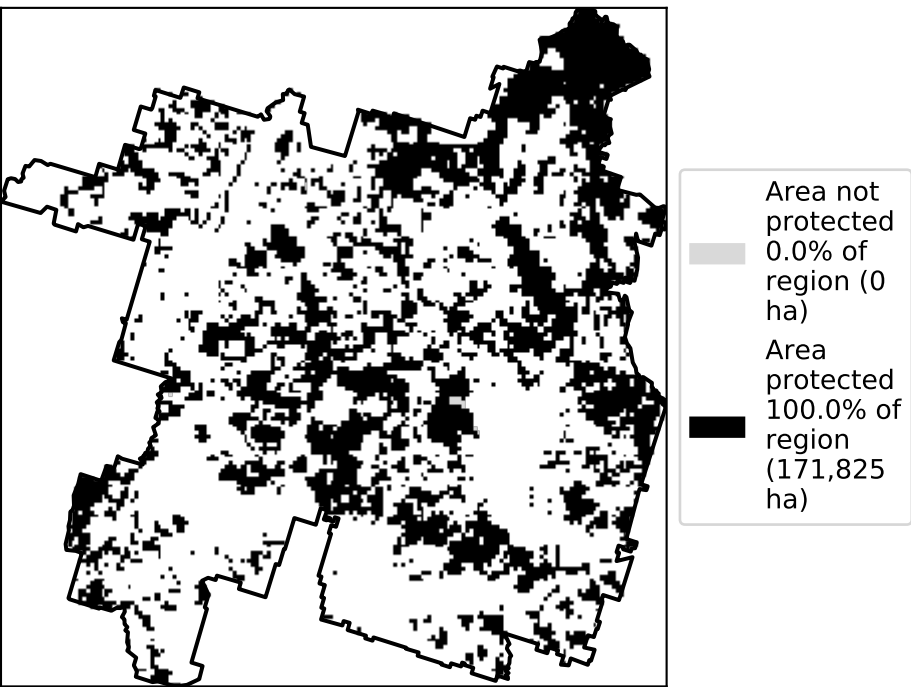 Area not
protected
0.0% of
region (0
ha)
Area
protected
100.0% of
region
(171,825
ha)